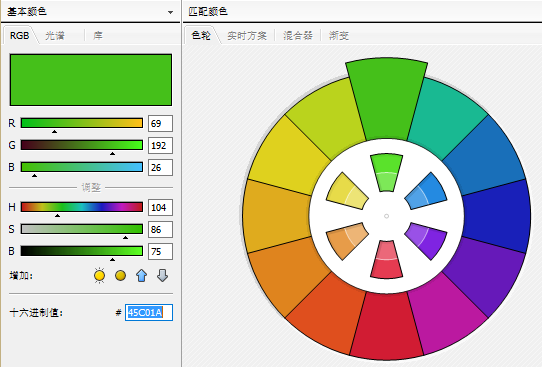 基本颜色
匹配颜色
RGB 光谱 库
色轮 实时方案 混合器 渐变
R 69
G 192
B 26
调整
H 104
S 86
B 75
增加:
十六进制值: # 45C01A